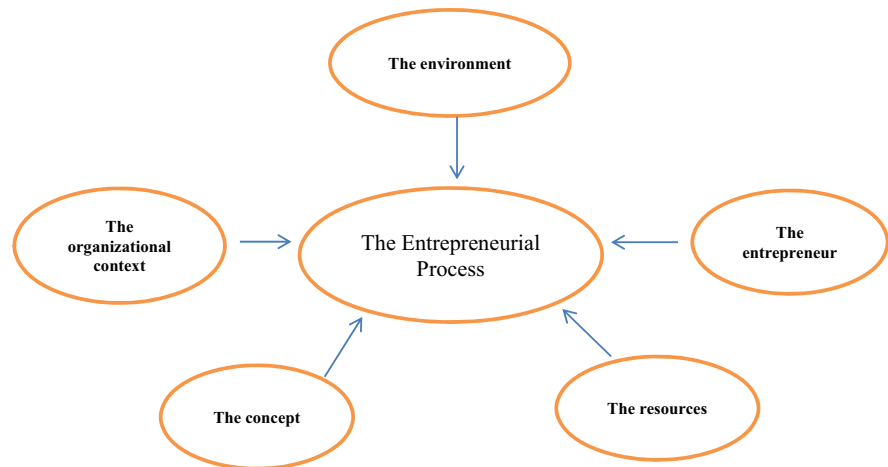 The environment
The
organizational
context
The Entrepreneurial
Process
The
entrepreneur
The concept
The resources